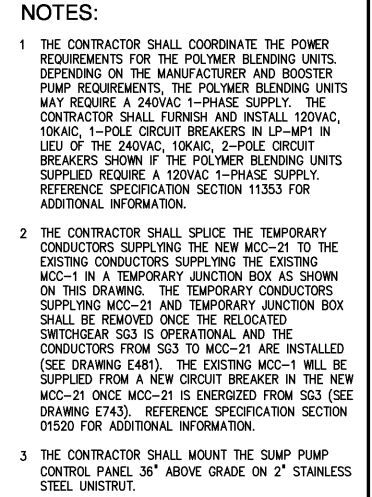 NOTES:
1 THE CONTRACTOR SHALL COORDINATE THE POWER
REQUIREMENTS FOR THE POLYMER BLENDING UNITS.
DEPENDING ON THE MANUFACTURER AND BOOSTER
PUMP REQUIREMENTS, THE POLYMER BLENDING UNITS
MAY REQUIRE A 240VAC 1-PHASE SUPPLY. THE
CONTRACTOR SHALL FURNISH AND INSTALL 120VAC,
10KAIC, 1-POLE CIRCUIT BREAKERS IN LP-MP1 IN
LIEU OF THE 240VAC, 10KAIC, 2-POLE CIRCUIT
BREAKERS SHOWN IF THE POLYMER BLENDING UNITS
SUPPLIED REQUIRE A 120VAC 1-PHASE SUPPLY.
REFERENCE SPECIFICATION SECTION 11353 FOR
ADDITIONAL INFORMATION.
2 THE CONTRACTOR SHALL SPLICE THE TEMPORARY
CONDUCTORS SUPPLYING THE NEW MCC-21 TO THE
EXISTING CONDUCTORS SUPPLYING THE EXISTING
MCC-1 IN A TEMPORARY JUNCTION BOX AS SHOWN
ON THIS DRAWING. THE TEMPORARY CONDUCTORS
SUPPLYING MCC-21 AND TEMPORARY JUNCTION BOX
SHALL BE REMOVED ONCE THE RELOCATED
SWITCHGEAR SG3 IS OPERATIONAL AND THE
CONDUCTORS FROM SG3 TO MCC-21 ARE INSTALLED
(SEE DRAWING E481). THE EXISTING MCC-1 WILL BE
SUPPLIED FROM A NEW CIRCUIT BREAKER IN THE NEW
MCC-21 ONCE MCC-21 IS ENERGIZED FROM SG3 (SEE
DRAWING E743). REFERENCE SPECIFICATION SECTION
01520 FOR ADDITIONAL INFORMATION.
3 THE CONTRACTOR SHALL MOUNT THE SUMP PUMP
CONTROL PANEL 36" ABOVE GRADE ON 2" STAINLESS
STEEL UNISTRUT.